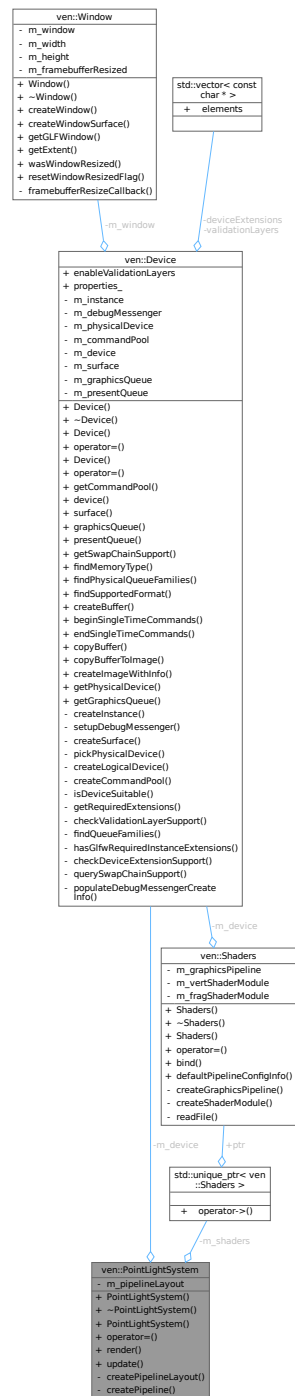 ven::Window
- m_window
- m_width
- m_height
- m_framebufferResized
+ Window()
+ ~Window()
+ createWindow()
+ createWindowSurface()
+ getGLFWindow()
+ getExtent()
+ wasWindowResized()
+ resetWindowResizedFlag()
- framebufferResizeCallback()
std::vector< const
char * >
+ elements
-m_window
-deviceExtensions
-validationLayers
ven::Device
+ enableValidationLayers
+ properties_
- m_instance
- m_debugMessenger
- m_physicalDevice
- m_commandPool
- m_device
- m_surface
- m_graphicsQueue
- m_presentQueue
+ Device()
+ ~Device()
+ Device()
+ operator=()
+ Device()
+ operator=()
+ getCommandPool()
+ device()
+ surface()
+ graphicsQueue()
+ presentQueue()
+ getSwapChainSupport()
+ findMemoryType()
+ findPhysicalQueueFamilies()
+ findSupportedFormat()
+ createBuffer()
+ beginSingleTimeCommands()
+ endSingleTimeCommands()
+ copyBuffer()
+ copyBufferToImage()
+ createImageWithInfo()
+ getPhysicalDevice()
+ getGraphicsQueue()
- createInstance()
- setupDebugMessenger()
- createSurface()
- pickPhysicalDevice()
- createLogicalDevice()
- createCommandPool()
- isDeviceSuitable()
- getRequiredExtensions()
- checkValidationLayerSupport()
- findQueueFamilies()
- hasGlfwRequiredInstanceExtensions()
- checkDeviceExtensionSupport()
- querySwapChainSupport()
- populateDebugMessengerCreate
Info()
-m_device
ven::Shaders
- m_graphicsPipeline
- m_vertShaderModule
- m_fragShaderModule
+ Shaders()
+ ~Shaders()
+ Shaders()
+ operator=()
+ bind()
+ defaultPipelineConfigInfo()
- createGraphicsPipeline()
- createShaderModule()
- readFile()
-m_device
+ptr
std::unique_ptr< ven
::Shaders >
+ operator->()
-m_shaders
ven::PointLightSystem
- m_pipelineLayout
+ PointLightSystem()
+ ~PointLightSystem()
+ PointLightSystem()
+ operator=()
+ render()
+ update()
- createPipelineLayout()
- createPipeline()